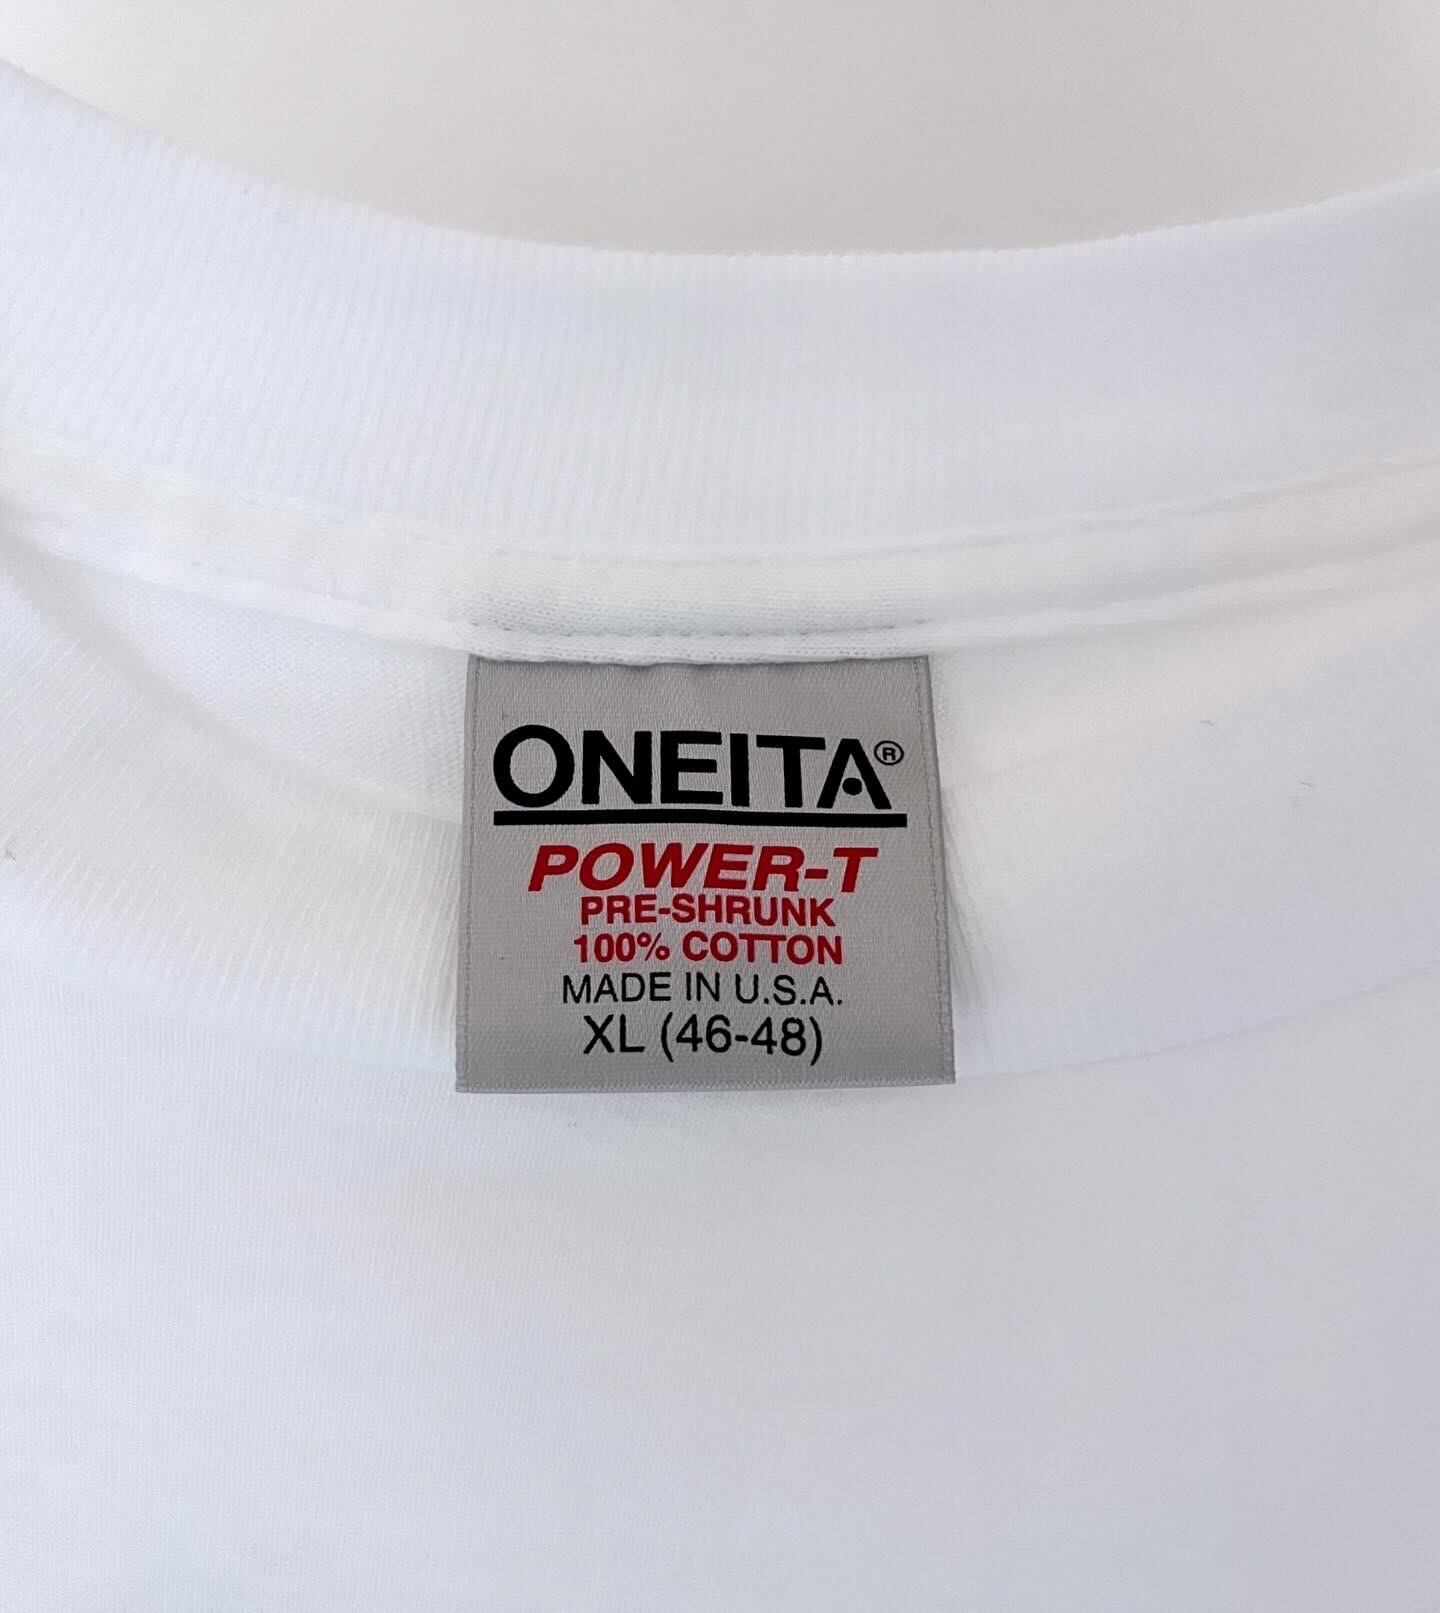 ONEITA®
POWER-T
PRE-SHRUNK
100% COTTON
MADE IN U.S.A.
XL (46-48)